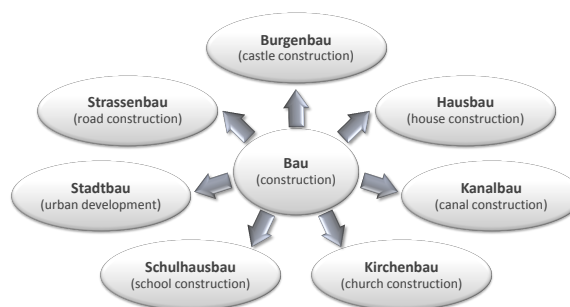 Burgenbau
(castle construction)
Strassenbau
(road construction)
Hausbau
(house construction)
Bau
(construction)
Stadtbau
(urban development)
Kanalbau
(canal construction)
Schulhausbau
(school construction)
Kirchenbau
(church construction)